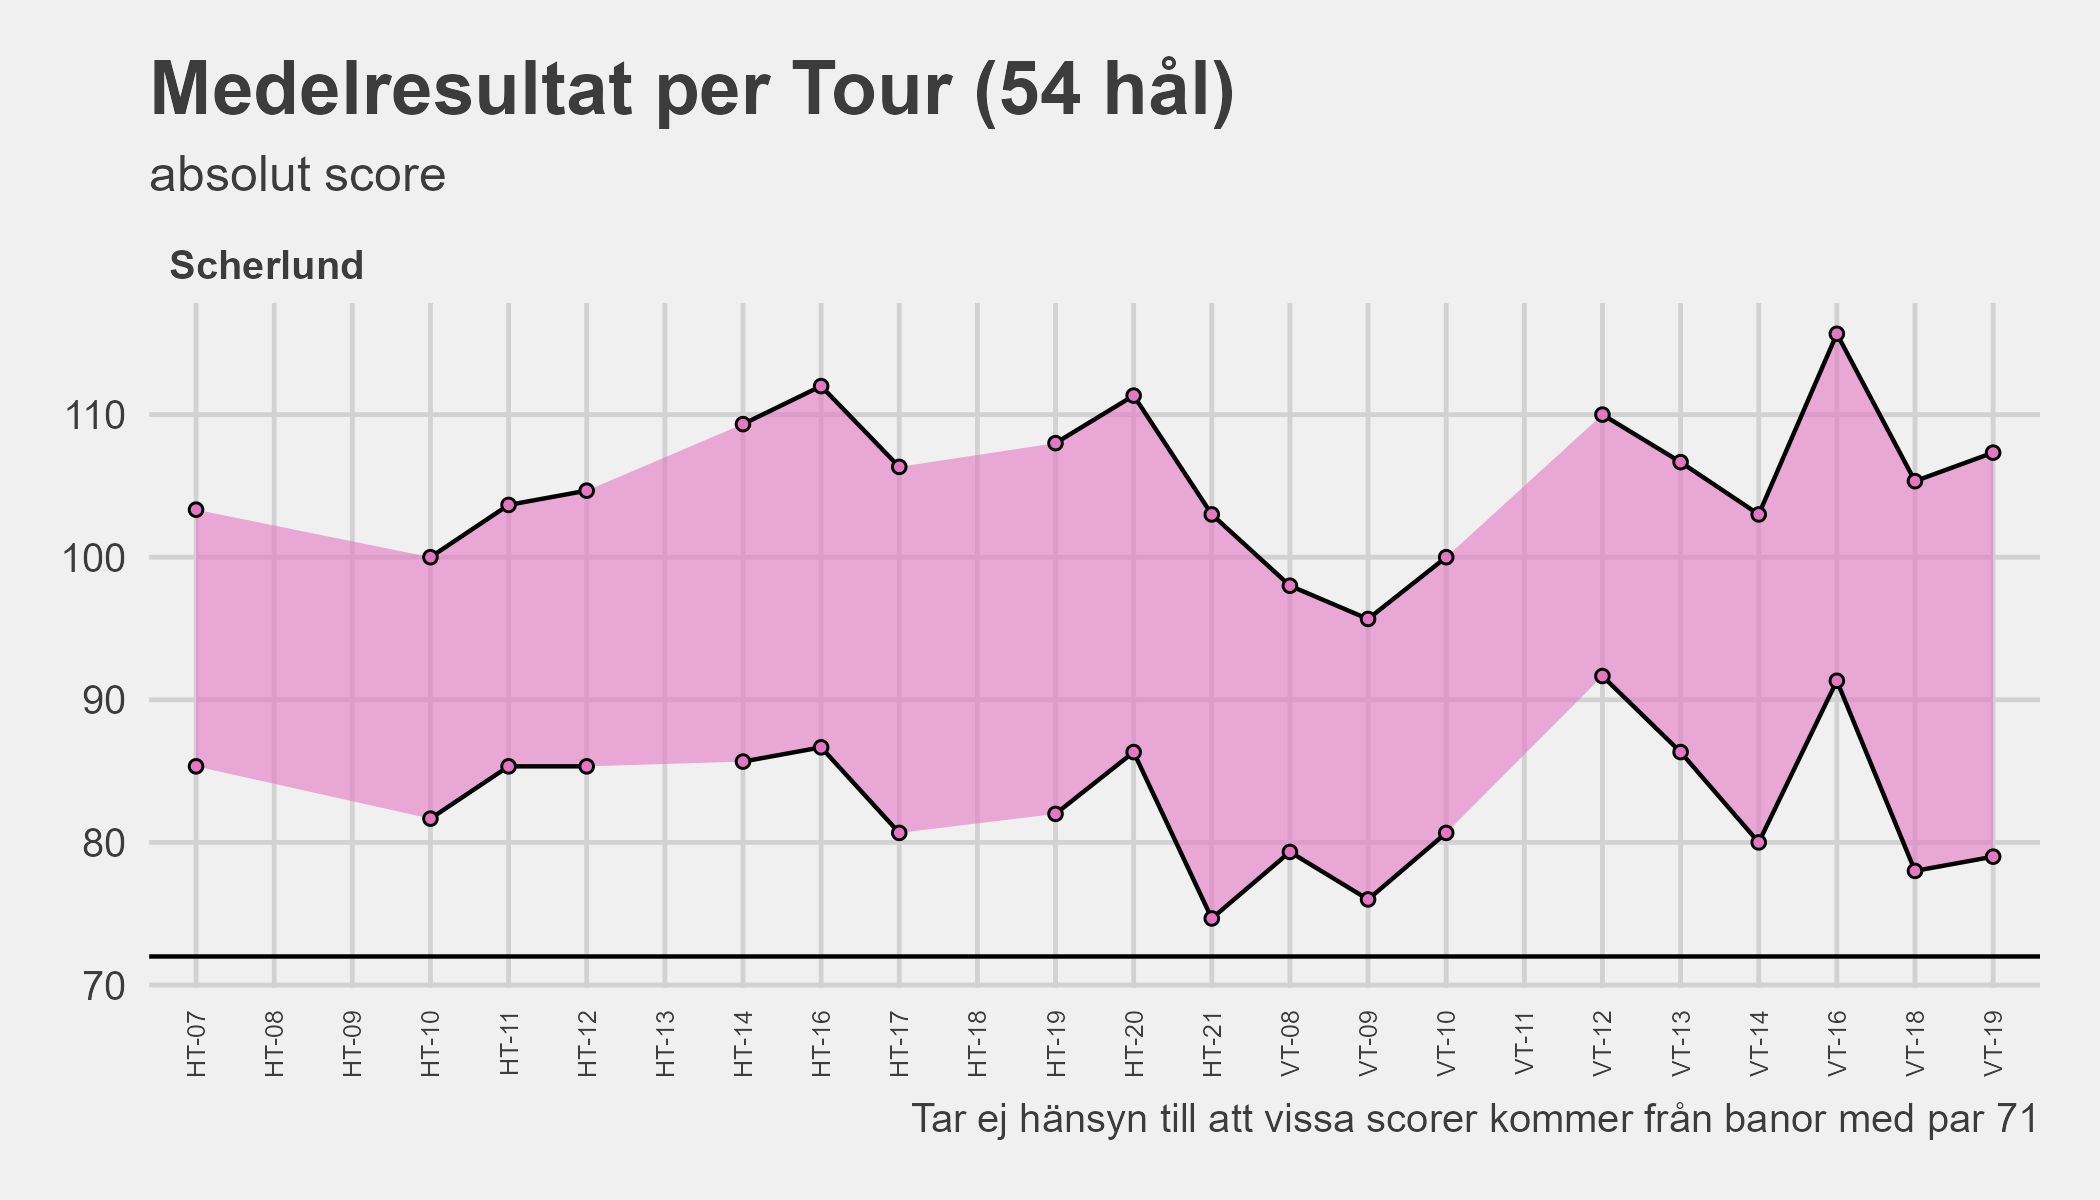 Medelresultat per Tour (54 hål)
absolut score
Scherlund
110
100
90
80
70
HT-07
HT-08
HT-09
HT-10
HT-11
HT-12
HT-13
HT-14
HT-16
HT-17
HT-18
HT-19
HT-20
HT-21
VT-08
VT-09
VT-10
VT-11
VT-12
VT-13
VT-14
VT-16
VT-18
VT-19
Tar ej hänsyn till att vissa scorer kommer från banor med par 71